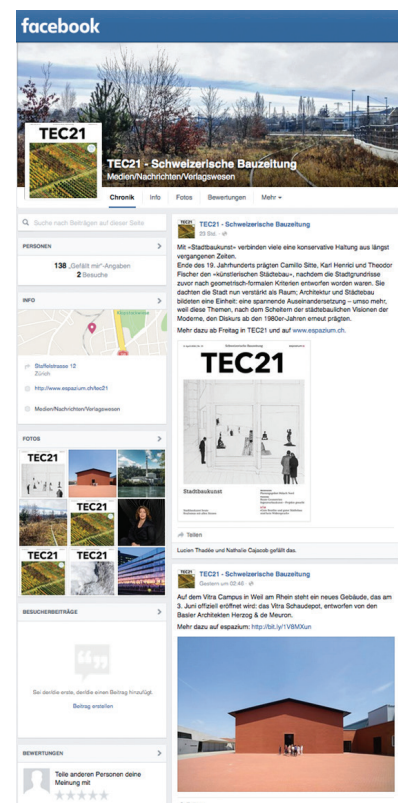 facebook
TEC21
TEC21 - Schweizerische Bauzeitung
Medien/Nachrichten/Verlagswesen
Chronik Info Fotos Bewertungen Mehr
Suche nach Beiträgen auf dieser Seite
PERSONEN
138 „Gefällt mir“-Angaben
2 Besuche
INFO
Staffelstrasse 12
Zürich
http://www.espazium.ch/tec21
Medien/Nachrichten/Verlagswesen
FOTOS
TEC21
TEC21
TEC21
TEC21
BESUCHERBEITRÄGE
Sei der/die erste, der/die einen Beitrag hinzufügt.
Beitrag erstellen
BEWERTUNGEN
Teile anderen Personen deine
Meinung mit
TEC21 - Schweizerische Bauzeitung
23 Std.
Mit «Stadtbaukunst» verbinden viele eine konservative Haltung aus längst
vergangenen Zeiten.
Ende des 19. Jahrhunderts prägten Camillo Sitte, Karl Henrici und Theodor
Fischer den «künstlerischen Städtebau», nachdem die Stadtgrundrisse
zuvor nach geometrisch-formalen Kriterien entworfen worden waren. Sie
dachten die Stadt nun verstärkt als Raum; Architektur und Städtebau
bildeten eine Einheit: eine spannende Auseinandersetzung – umso mehr,
weil diese Themen, nach dem Scheitern der städtebaulichen Visionen der
Moderne, den Diskurs ab den 1980er-Jahren erneut prägten.
Mehr dazu ab Freitag in TEC21 und auf www.espazium.ch.
TEC21
Stadtbaukunst
Teilen
Lucien Thadée und Nathalie Cajacob gefällt das.
TEC21 - Schweizerische Bauzeitung
Gestern um 02:46
Auf dem Vitra Campus in Weil am Rhein steht ein neues Gebäude, das am
3. Juni offiziell eröffnet wird: das Vitra Schaudepot, entworfen von den
Basler Architekten Herzog & de Meuron.
Mehr dazu auf espazium: http://bit.ly/1V8MXun